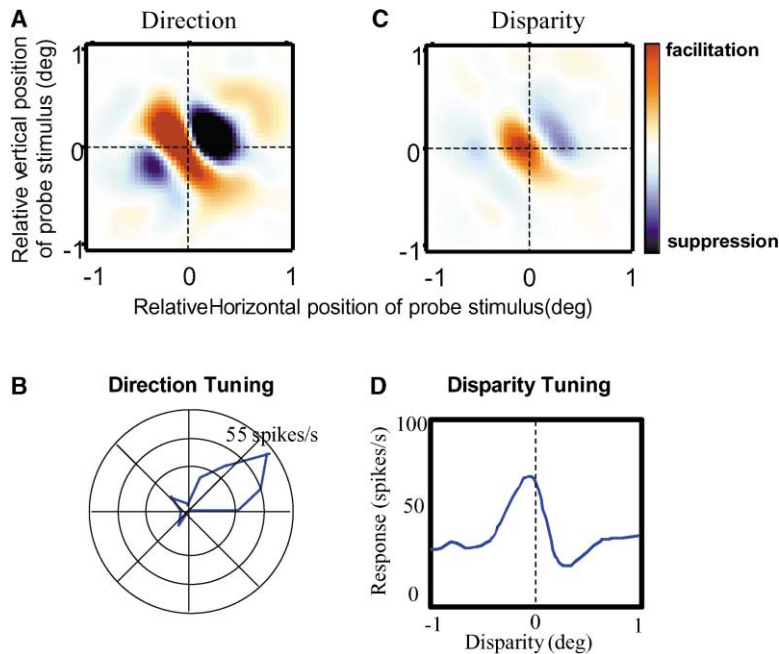 A
Direction
C
Disparity
Relative vertical position
of probe stimulus (deg)
1
0
-1
-1
0
1
1
0
-1
-1
0
1
facilitation
suppression
RelativeHorizontal position of probe stimulus(deg)
B
Direction Tuning
55 spikes/s
D
Disparity Tuning
Response (spikes/s)
100
50
0
-1
0
1
Disparity (deg)